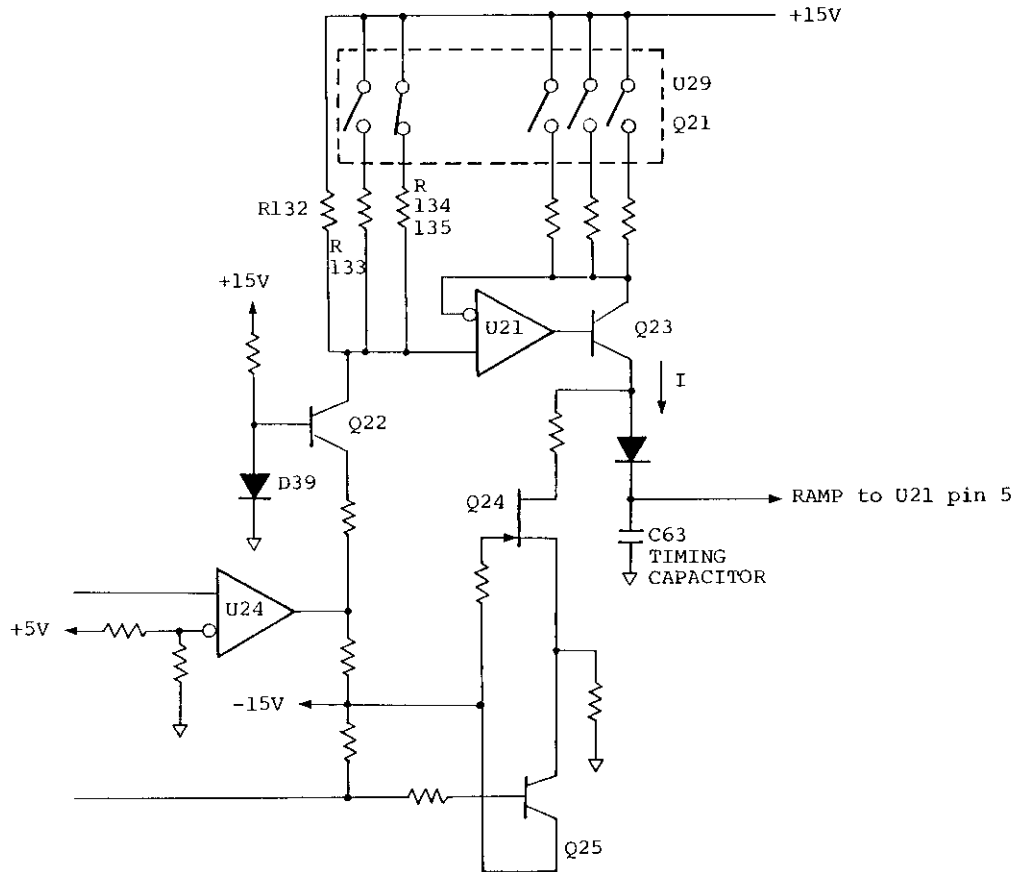 +15V
U29
Q21
R132
R
134
135
R
133
+15V
U21
Q23
I
Q22
D39
Q24
RAMP to U21 pin 5
C63
TIMING
CAPACITOR
U24
+5V
-15V
Q25